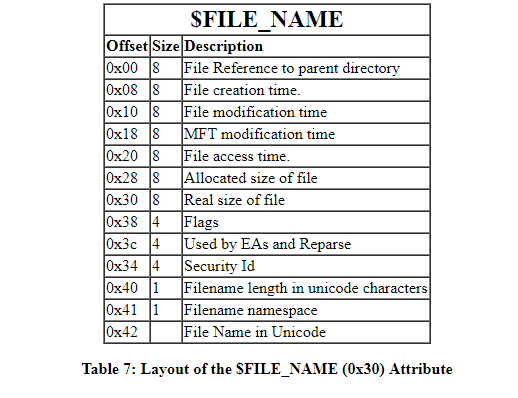 $FILE_NAME
Offset Size Description
0x00 8 File Reference to parent directory
0x08 8 File creation time.
0x10 8 File modification time
0x18 8 MFT modification time
0x20 8 File access time.
0x28 8 Allocated size of file
0x30 8 Real size of file
0x38 4 Flags
0x3c 4 Used by EAs and Reparse
0x34 4 Security Id
0x40 1 Filename length in unicode characters
0x41 1 Filename namespace
0x42 File Name in Unicode
Table 7: Layout of the $FILE_NAME (0x30) Attribute